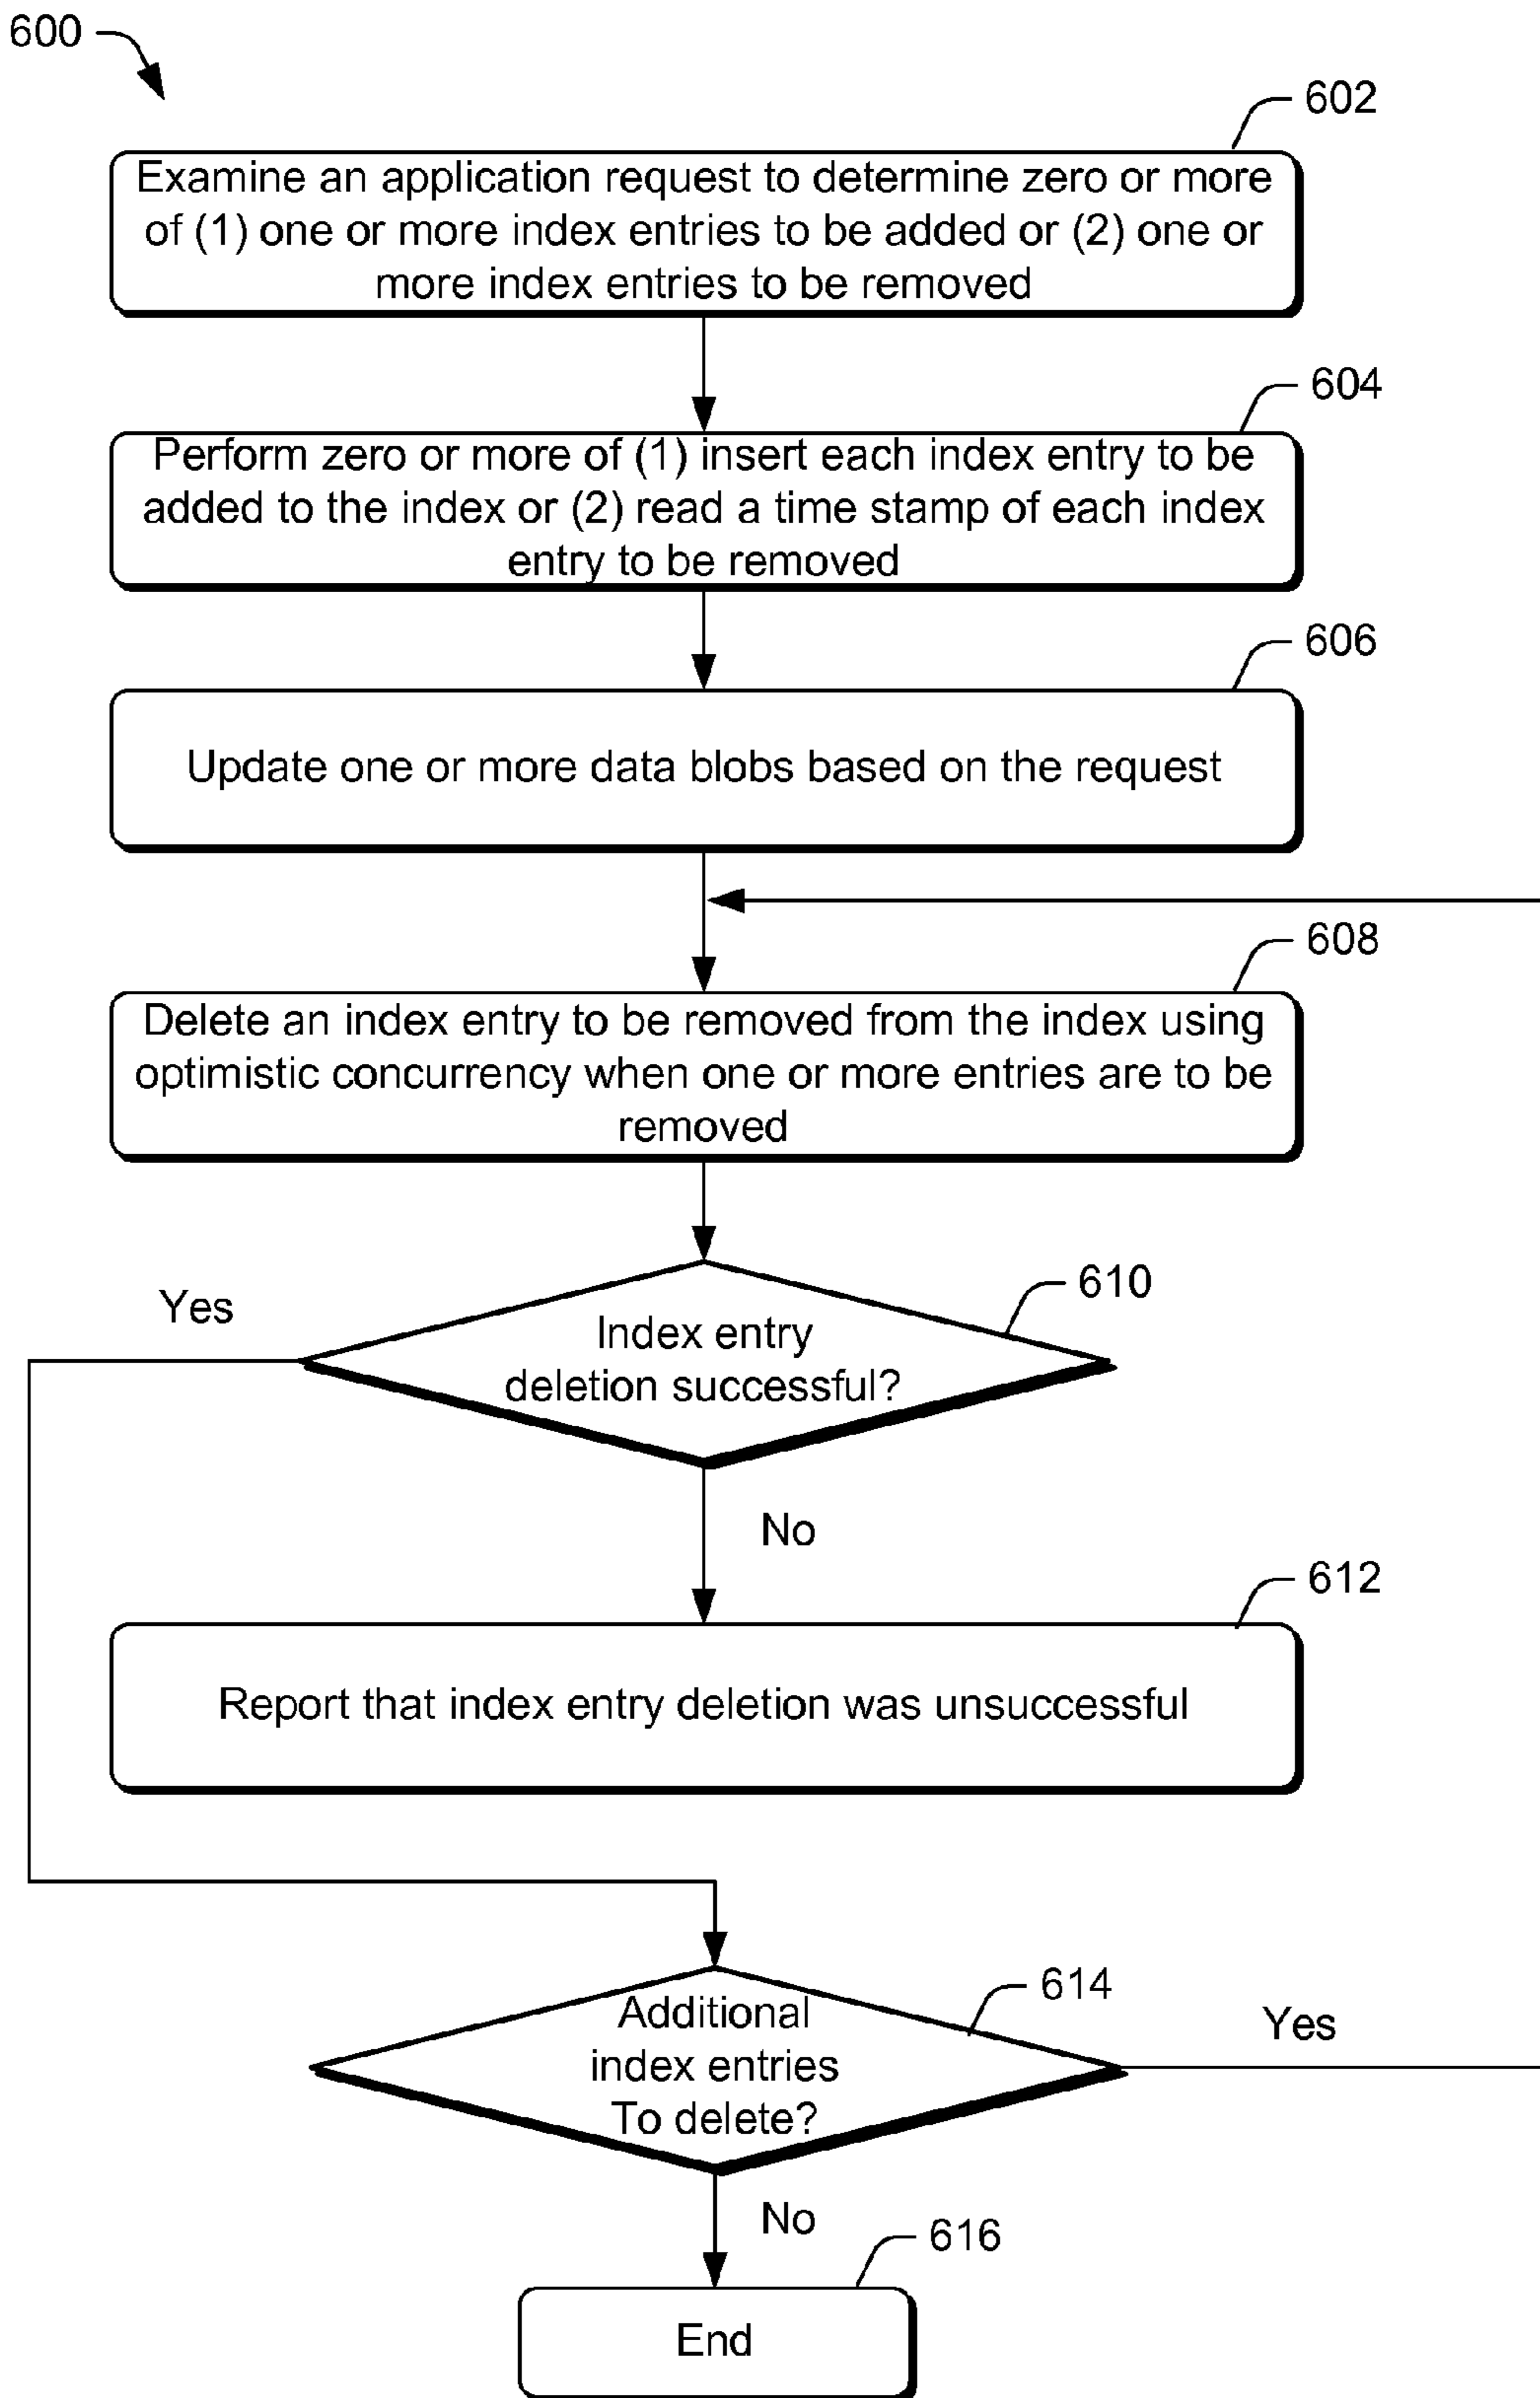 600
602
Examine an application request to determine zero or more
of (1) one or more index entries to be added or (2) one or
more index entries to be removed
604
Perform zero or more of (1) insert each index entry to be
added to the index or (2) read a time stamp of each index
entry to be removed
606
Update one or more data blobs based on the request
608
Delete an index entry to be removed from the index using
optimistic concurrency when one or more entries are to be
removed
610
Yes
Index entry
deletion successful?
No
612
Report that index entry deletion was unsuccessful
614
Additional
index entries
To delete?
Yes
No
616
End